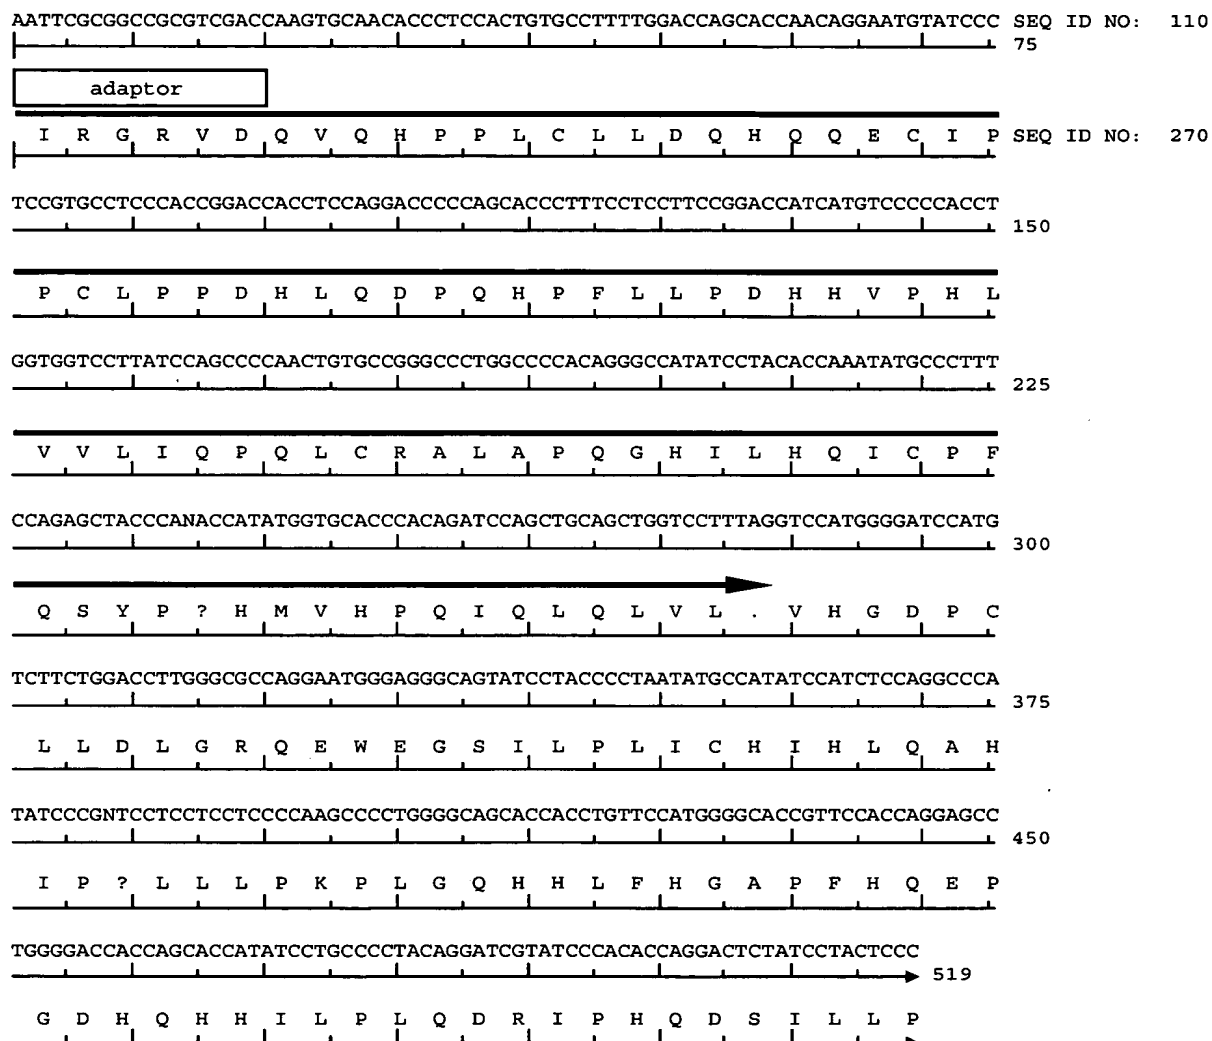 AATTCGCGGCCGCGTCGACCAAGTGCAACACCCTCCACTGTGCCTTTTGGACCAGCACCAACAGGAATGTATCCC SEQ ID NO: 110
75
adaptor
I R G R V D Q V Q H P P L C L L D Q H Q Q E C I P SEQ ID NO: 270
TCCGTGCCTCCCACCGGACCACCTCCAGGACCCCCAGCACCCTTTCCTCCTTCCGGACCATCATGTCCCCCACCT
150
P C L P P D H L Q D P Q H P F L L P D H H V P H L
GGTGGTCCTTATCCAGCCCCAACTGTGCCGGGCCCTGGCCCCACAGGGCCATATCCTACACCAAATATGCCCTTT
225
V V L I Q P Q L C R A L A P Q G H I L H Q I C P F
CCAGAGCTACCCANACCATATGGTGCACCCACAGATCCAGCTGCAGCTGGTCCTTTAGGTCCATGGGGATCCATG
300
Q S Y P ? H M V H P Q I Q L Q L V L . V H G D P C
TCTTCTGGACCTTGGGCGCCAGGAATGGGAGGGCAGTATCCTACCCCTAATATGCCATATCCATCTCCAGGCCCA
375
L L D L G R Q E W E G S I L P L I C H I H L Q A H
TATCCCGNTCCTCCTCCTCCCCAAGCCCCTGGGGCAGCACCACCTGTTCCATGGGGCACCGTTCCACCAGGAGCC
450
I P ? L L L P K P L G Q H H L F H G A P F H Q E P
TGGGGACCACCAGCACCATATCCTGCCCCTACAGGATCGTATCCCACACCAGGACTCTATCCTACTCCC
519
G D H Q H H I L P L Q D R I P H Q D S I L L P